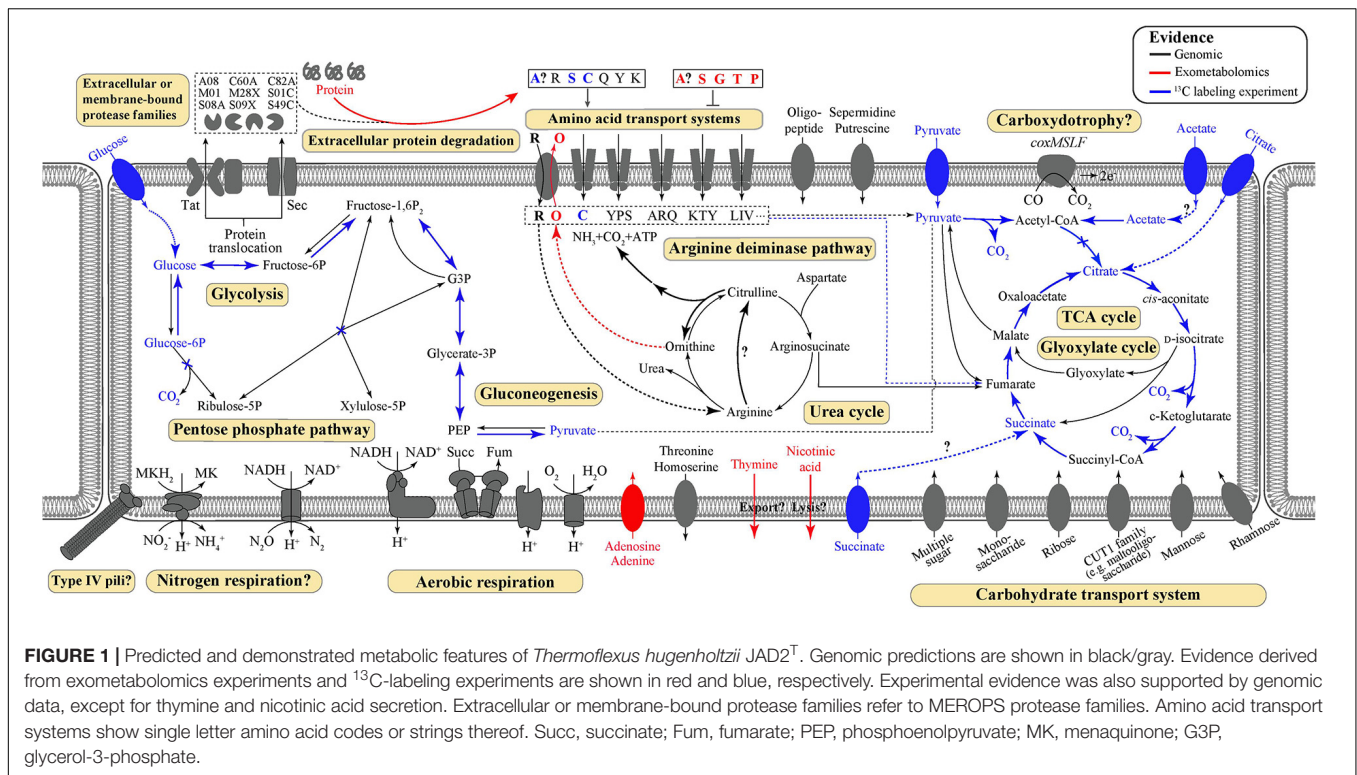 Evidence
Genomic
Exometabolomics
¹³C labeling experiment
Extracellular or
membrane-bound
protease families
A08 C60A C82A
M01 M28X S01C
S08A S09X S49C
Protein
Extracellular protein degradation
A? R S C Q Y K
A? S G T P
Amino acid transport systems
Oligo-
peptide
Sepermidine
Putrescine
Pyruvate
Carboxydotrophy?
coxMSLF
CO
CO₂
2e⁻
Acetate
Citrate
Glucose
Tat
Sec
Protein
translocation
R
O
R O C YPS ARQ KTY LIV
NH₃+CO₂+ATP
Arginine deiminase pathway
Citrulline
Aspartate
Ornithine
Argininosuccinate
Urea
Arginine
?
Urea cycle
Fructose-1,6P₂
Glucose
Fructose-6P
Glycolysis
G3P
Glucose-6P
Glycerate-3P
CO₂
Ribulose-5P
Xylulose-5P
Gluconeogenesis
Pentose phosphate pathway
PEP
Pyruvate
Pyruvate
CO₂
Acetyl-CoA
Acetate
?
Citrate
Oxaloacetate
cis-aconitate
TCA cycle
Malate
D-isocitrate
Glyoxylate cycle
Glyoxylate
Fumarate
CO₂
c-Ketoglutarate
Succinate
CO₂
Succinyl-CoA
?
MKH₂
MK
NO₂⁻
H⁺
NH₄⁺
NADH
NAD⁺
N₂O
H⁺
N₂
NADH
NAD⁺
H⁺
Succ
Fum
O₂
H₂O
H⁺
H⁺
Adenosine
Adenine
Thronine
Homoserine
Thymine
Nicotinic
acid
Export? Lysis?
Succinate
Multiple
sugar
Mono-
saccharide
Ribose
CUT1 family
(e.g. maltooligo-
saccharide)
Mannose
Rhamnose
Type IV pili?
Nitrogen respiration?
Aerobic respiration
Carbohydrate transport system
FIGURE 1 | Predicted and demonstrated metabolic features of Thermoflexus hugenholtzii JAD2ᵀ. Genomic predictions are shown in black/gray. Evidence derived
from exometabolomics experiments and ¹³C-labeling experiments are shown in red and blue, respectively. Experimental evidence was also supported by genomic
data, except for thymine and nicotinic acid secretion. Extracellular or membrane-bound protease families refer to MEROPS protease families. Amino acid transport
systems show single letter amino acid codes or strings thereof. Succ, succinate; Fum, fumarate; PEP, phosphoenolpyruvate; MK, menaquinone; G3P,
glycerol-3-phosphate.